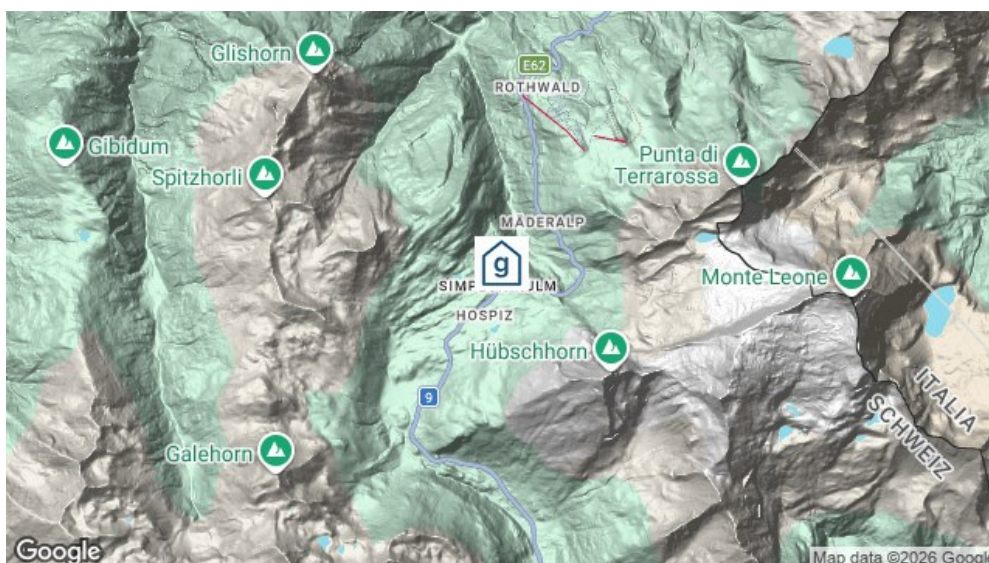 Glishorn
E62
ROTHWALD
Gibidum
Spitzhorli
Punta di
Terrarossa
MÄDERALP
g
Monte Leone
HOSPIZ
Hübschhorn
9
ITALIA
SCHWEIZ
Galehorn
Google
Map data ©2026 Google